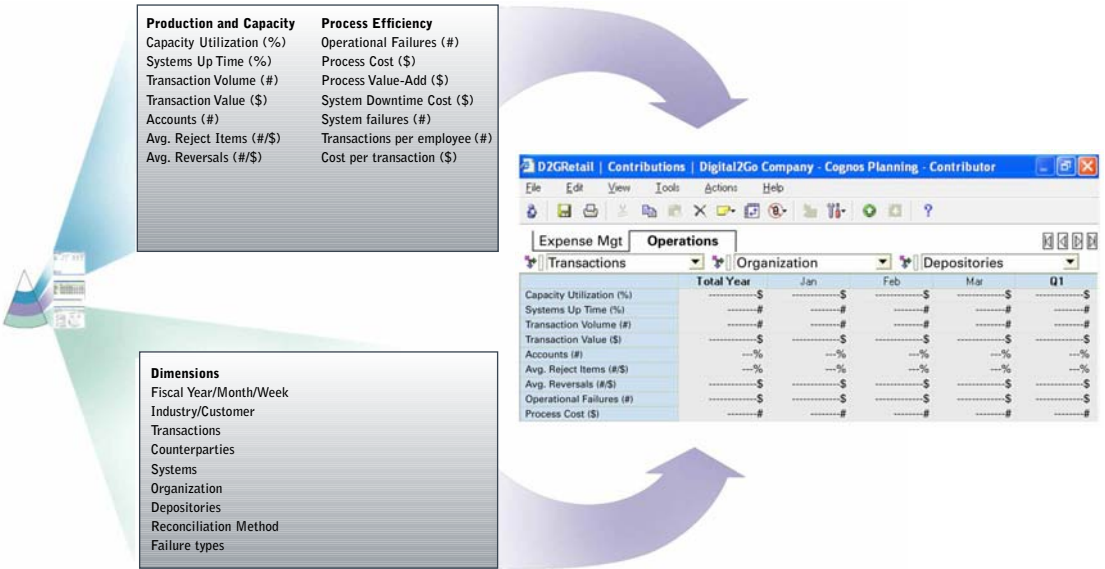 Production and Capacity
Capacity Utilization (%)
Systems Up Time (%)
Transaction Volume (#)
Transaction Value ($)
Accounts (#)
Avg. Reject Items (#/$)
Avg. Reversals (#/$)
Process Efficiency
Operational Failures (#)
Process Cost ($)
Process Value-Add ($)
System Downtime Cost ($)
System failures (#)
Transactions per employee (#)
Cost per transaction ($)
Dimensions
Fiscal Year/Month/Week
Industry/Customer
Transactions
Counterparties
Systems
Organization
Depositories
Reconciliation Method
Failure types
D2GRetail | Contributions | Digital2Go Company - Cognos Planning - Contributor
File Edit View Tools Actions Help
Expense Mgt Operations
Transactions Organization Depositories
Total Year Jan Feb Mar Q1
Capacity Utilization (%) ------------$ ------------$ ------------$ ------------$ ------------$
Systems Up Time (%) --------# --------# --------# --------# --------#
Transaction Volume (#) --------# --------# --------# --------# --------#
Transaction Value ($) ------------$ ------------$ ------------$ ------------$ ------------$
Accounts (#) ---% ---% ---% ---% ---%
Avg. Reject Items (#/$) ---% ---% ---% ---% ---%
Avg. Reversals (#/$) ------------$ ------------$ ------------$ ------------$ ------------$
Operational Failures (#) ------------$ ------------$ ------------$ ------------$ ------------$
Process Cost ($) --------# --------# --------# --------# --------#